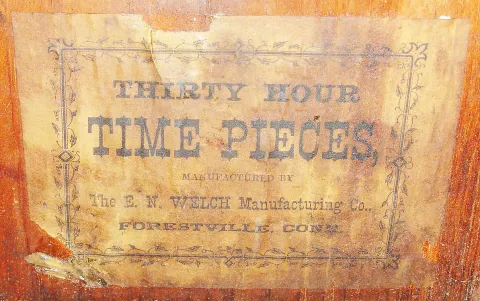 THIRTY HOUR
TIME PIECES,
MANUFACTURED BY
The E. N. WELCH Manufacturing Co.,
FORESTVILLE, CONN.